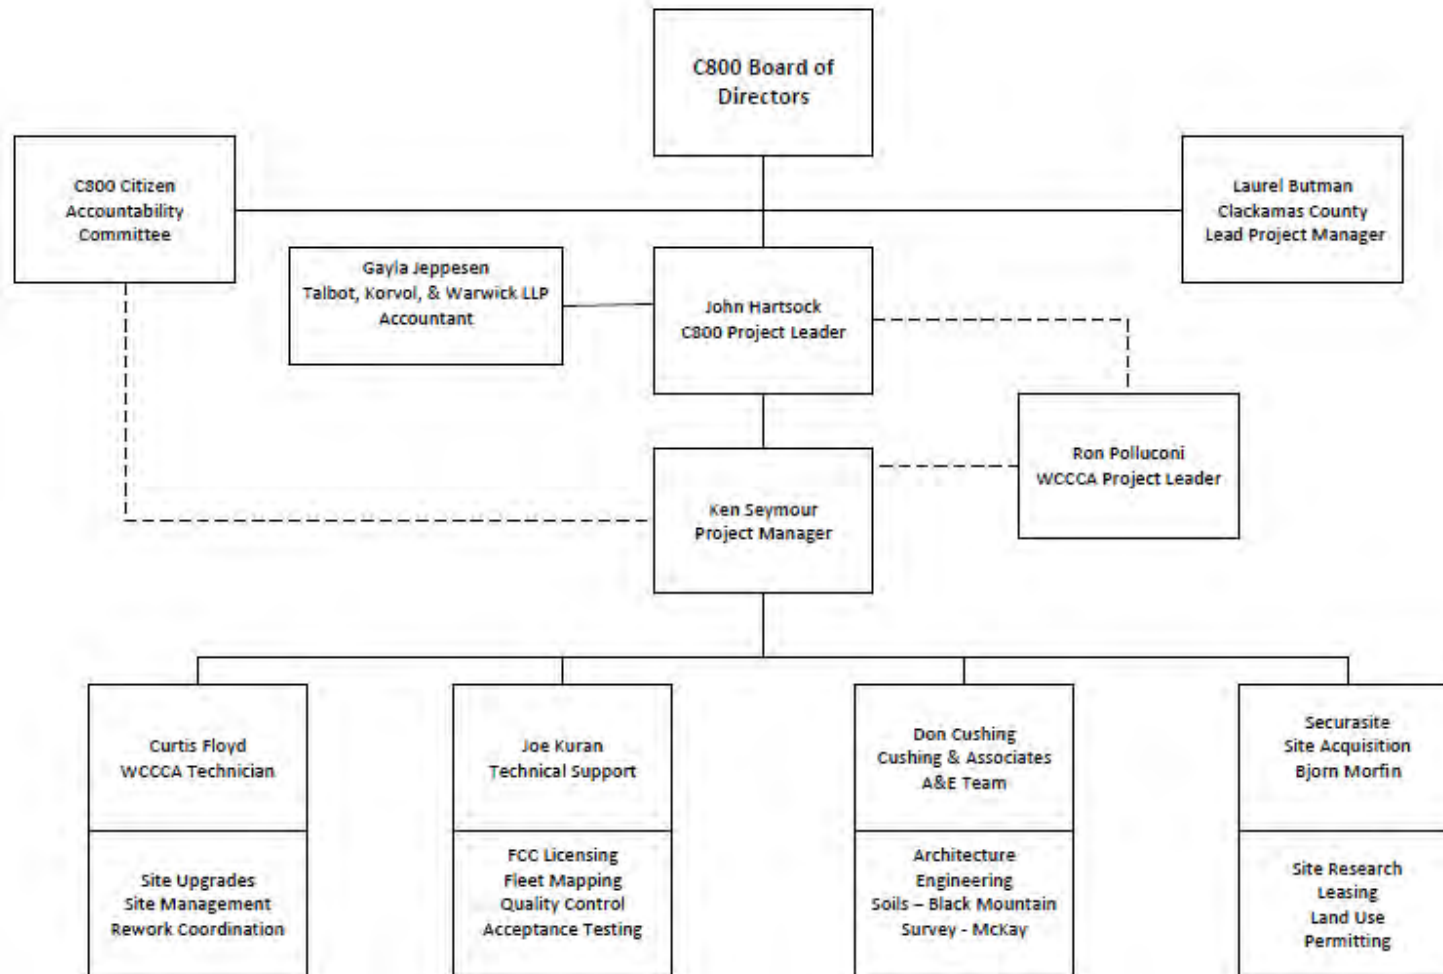 C800 Board of
Directors
C800 Citizen
Accountability
Committee
Laurel Butman
Clackamas County
Lead Project Manager
Gayla Jeppesen
Talbot, Korvol, & Warwick LLP
Accountant
John Hartsock
C800 Project Leader
Ron Polluconi
WCCCA Project Leader
Ken Seymour
Project Manager
Curtis Floyd
WCCCA Technician
Site Upgrades
Site Management
Rework Coordination
Joe Kuran
Technical Support
FCC Licensing
Fleet Mapping
Quality Control
Acceptance Testing
Don Cushing
Cushing & Associates
A&E Team
Architecture
Engineering
Soils – Black Mountain
Survey - McKay
Securasite
Site Acquisition
Bjorn Morfin
Site Research
Leasing
Land Use
Permitting